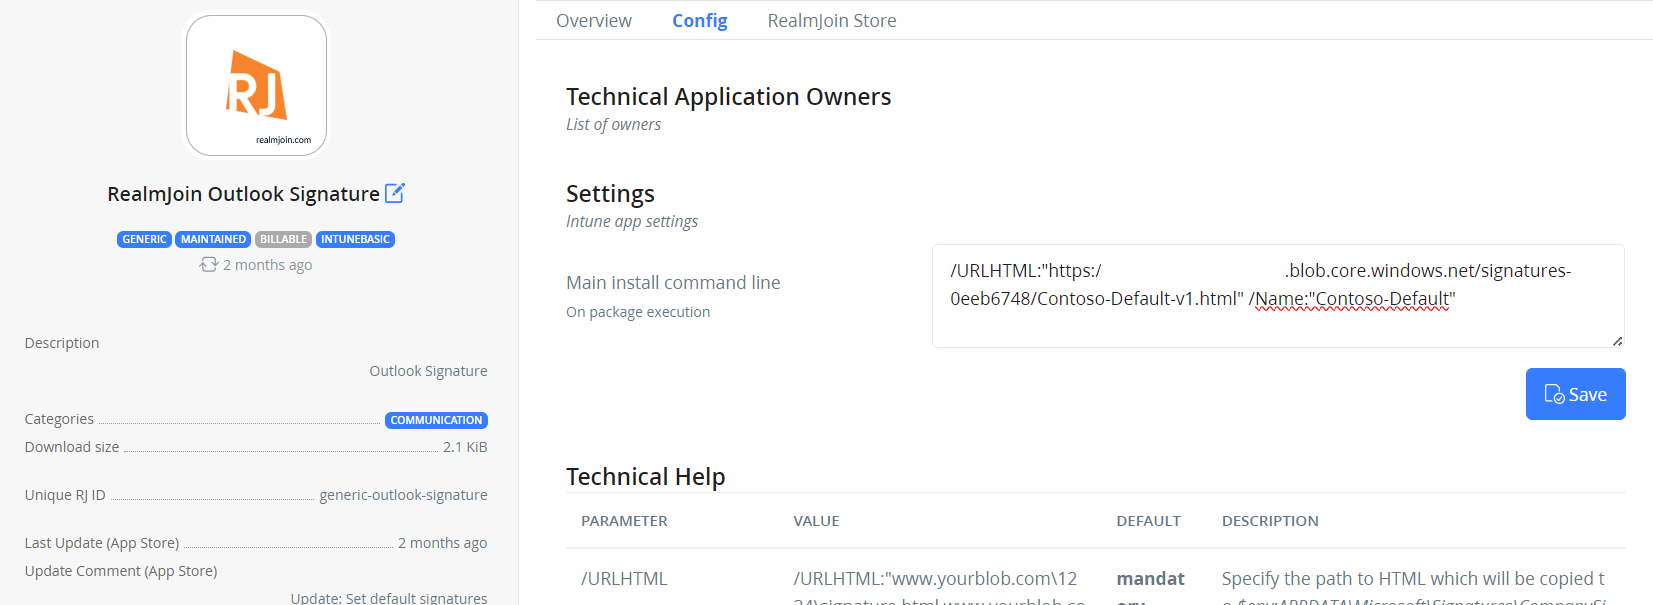 RJ
realmjoin.com
RealmJoin Outlook Signature
GENERIC MAINTAINED BILLABLE INTUNEBASIC
2 months ago
Description
Outlook Signature
Categories COMMUNICATION
Download size 2.1 KiB
Unique RJ ID generic-outlook-signature
Last Update (App Store) 2 months ago
Update Comment (App Store)
Update: Set default signatures
Overview Config RealmJoin Store
Technical Application Owners
List of owners
Settings
Intune app settings
Main install command line
On package execution
/URLHTML:"https:/ .blob.core.windows.net/signatures-
0eeb6748/Contoso-Default-v1.html" /Name:"Contoso-Default"
Save
Technical Help
PARAMETER VALUE DEFAULT DESCRIPTION
/URLHTML /URLHTML:"www.yourblob.com\12 mandat Specify the path to HTML which will be copied t